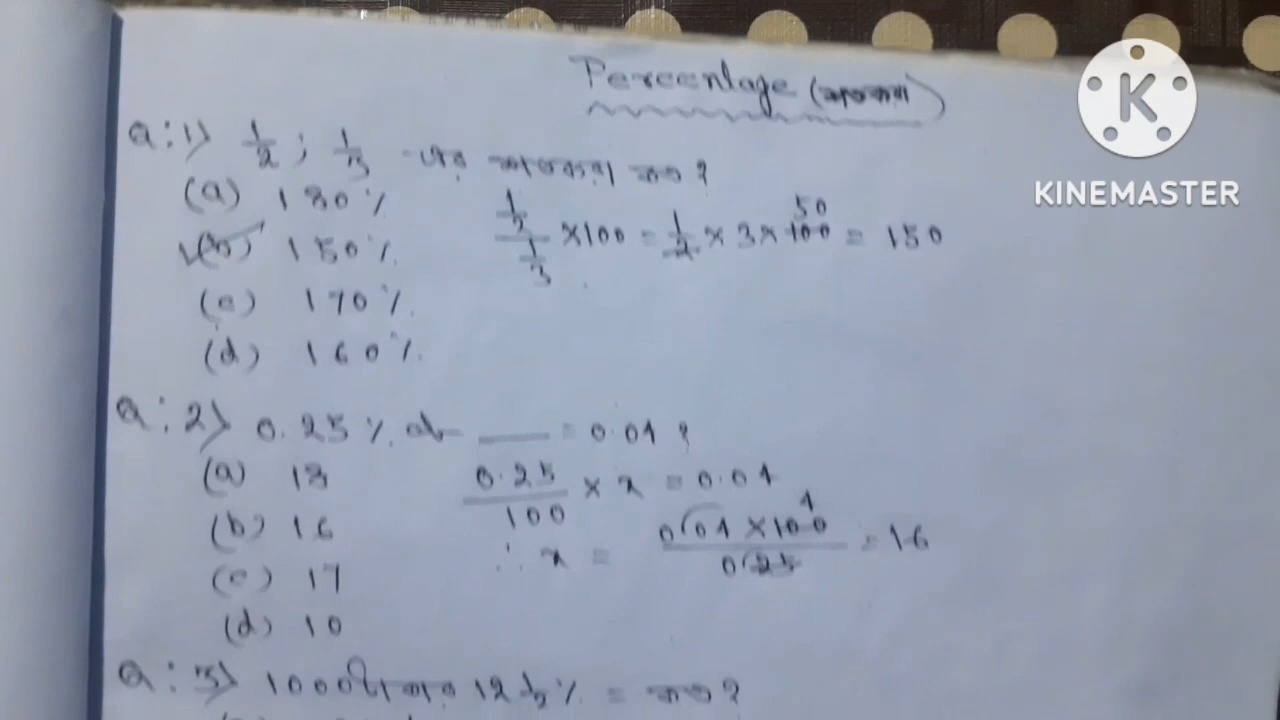 Percentage (শতকরা)
K
KINEMASTER
Q:1) 1/2 ; 1/3 -এর শতকরা কত ?
(a) 180%
(b) 150%
(c) 170%
(d) 160%
1/2 / 1/3 ×100 = 1/2 × 3 × 100 = 150
50
Q:2) 0.25% of ___ = 0.04 ?
(a) 18
(b) 16
(c) 17
(d) 10
0.25/100 × x = 0.04
∴ x = 0.04 × 100 / 0.25 = 16
4
Q:3) 1000 টাকার 12 1/2% = কত ?